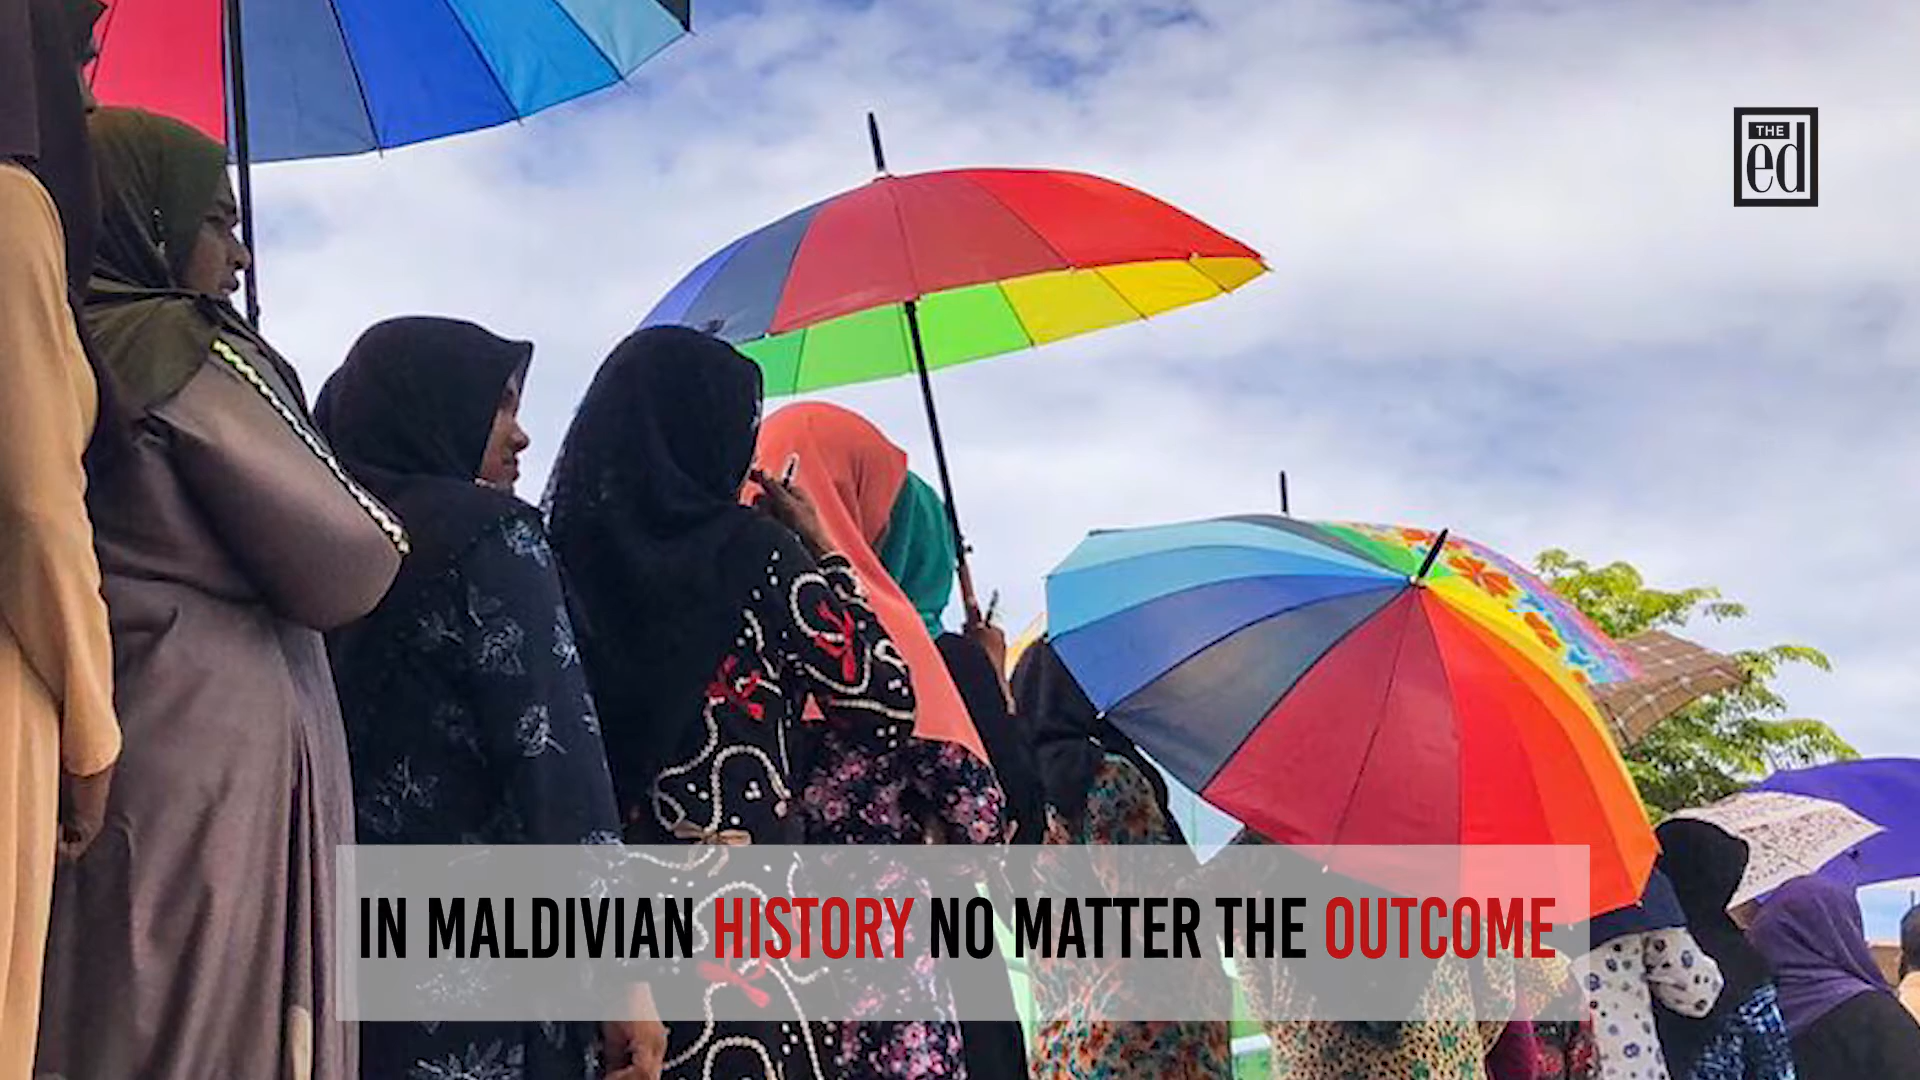 THE
ed
IN MALDIVIAN HISTORY NO MATTER THE OUTCOME